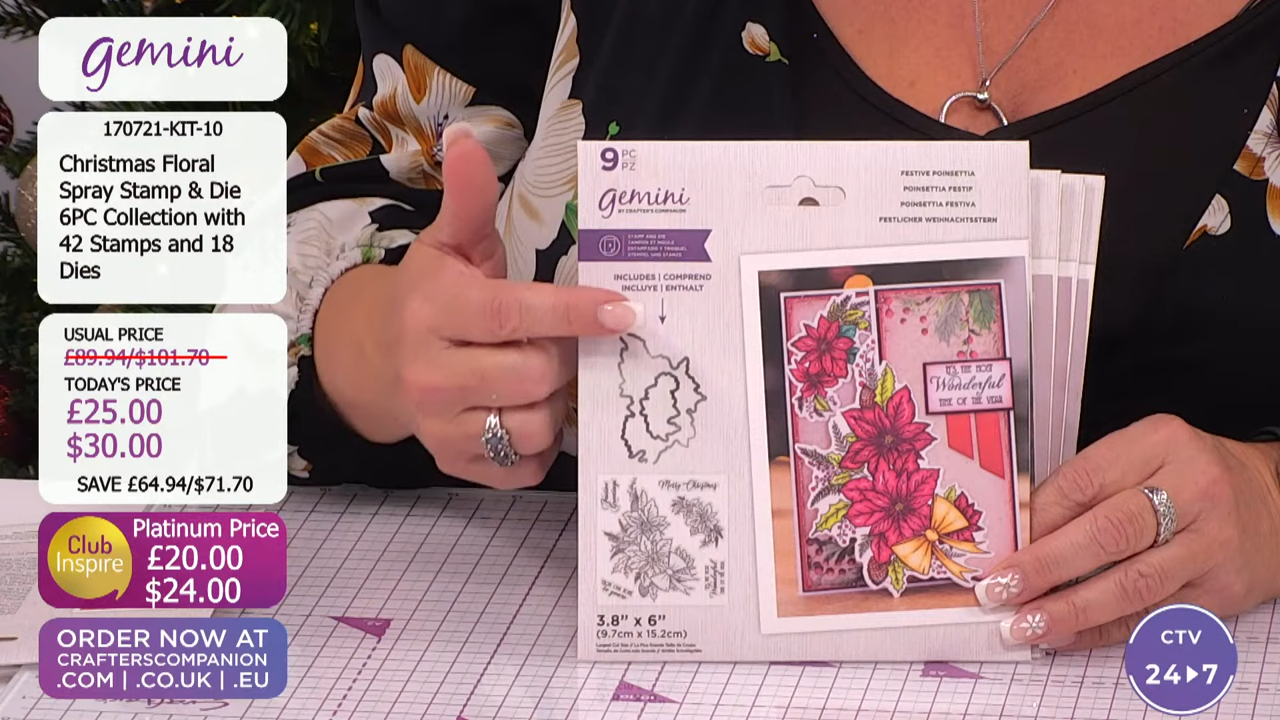 gemini
170721-KIT-10
Christmas Floral
Spray Stamp & Die
6PC Collection with
42 Stamps and 18
Dies
USUAL PRICE
£89.94/$101.70
TODAY'S PRICE
£25.00
$30.00
SAVE £64.94/$71.70
Club
Inspire
Platinum Price
£20.00
$24.00
ORDER NOW AT
CRAFTERSCOMPANION
.COM | .CO.UK | .EU
9 PC
PZ
gemini
BY CRAFTER'S COMPANION
FESTIVE POINSETTIA
POINSETTIA FESTIF
POINSETTIA FESTIVA
FESTLICHER WEIHNACHTSSTERN
STAMP AND DIE
INCLUDES | COMPREND
INCLUYE | ENTHALT
IT'S THE MOST
Wonderful
TIME OF THE YEAR
Merry Christmas
3.8" x 6"
(9.7cm x 15.2cm)
CTV
24 7